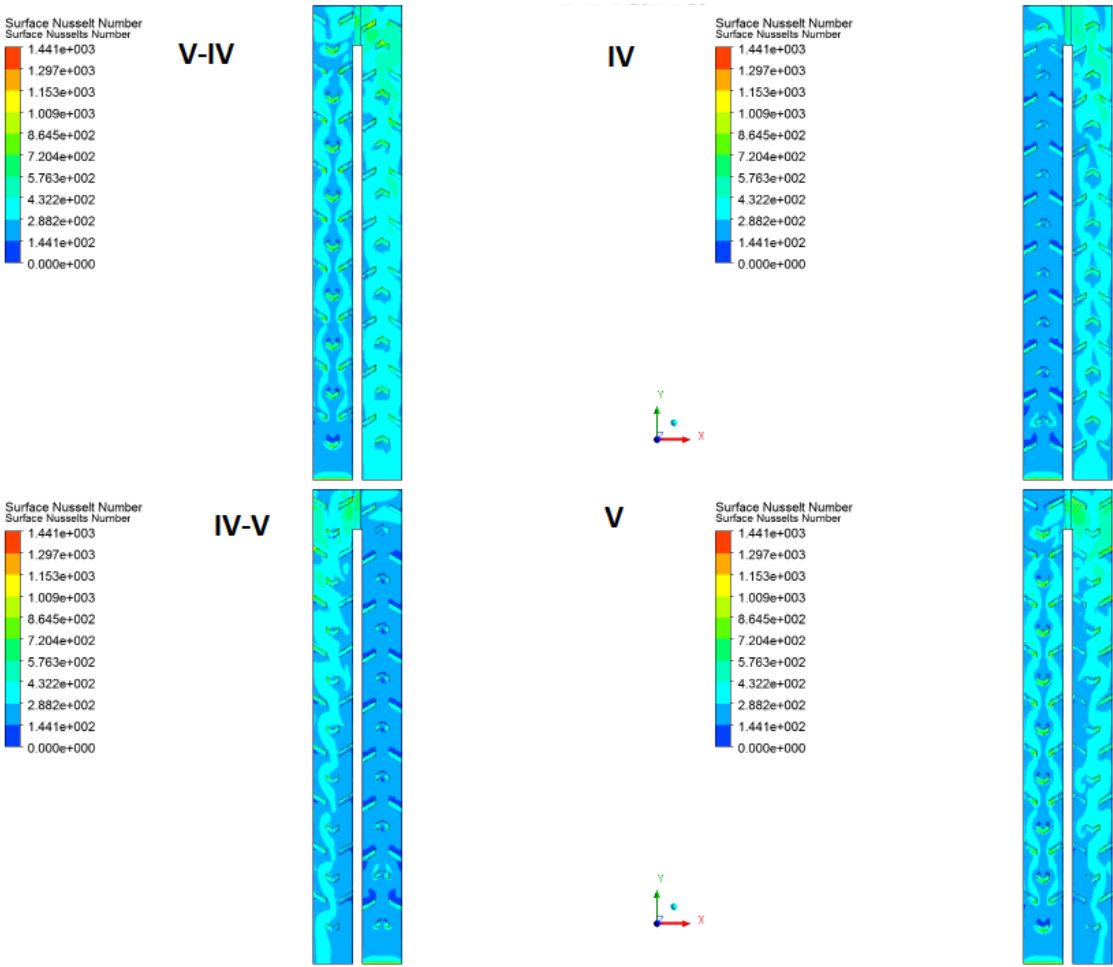 Surface Nusselt Number
Surface Nusselts Number
1.441e+003
1.297e+003
1.153e+003
1.009e+003
8.645e+002
7.204e+002
5.763e+002
4.322e+002
2.882e+002
1.441e+002
0.000e+000
V-IV
IV
Surface Nusselt Number
Surface Nusselts Number
1.441e+003
1.297e+003
1.153e+003
1.009e+003
8.645e+002
7.204e+002
5.763e+002
4.322e+002
2.882e+002
1.441e+002
0.000e+000
Y
Z
X
Surface Nusselt Number
Surface Nusselts Number
1.441e+003
1.297e+003
1.153e+003
1.009e+003
8.645e+002
7.204e+002
5.763e+002
4.322e+002
2.882e+002
1.441e+002
0.000e+000
IV-V
V
Surface Nusselt Number
Surface Nusselts Number
1.441e+003
1.297e+003
1.153e+003
1.009e+003
8.645e+002
7.204e+002
5.763e+002
4.322e+002
2.882e+002
1.441e+002
0.000e+000
Y
Z
X